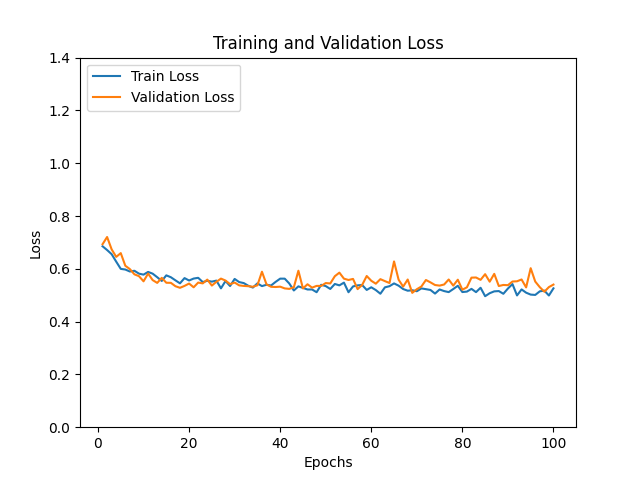 Training and Validation Loss
Train Loss
Validation Loss
1.4
1.2
1.0
0.8
0.6
0.4
0.2
0.0
Loss
0 20 40 60 80 100
Epochs